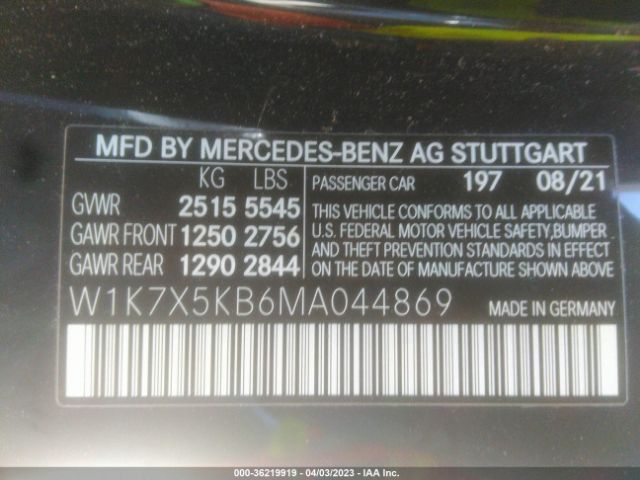 MFD BY MERCEDES-BENZ AG STUTTGART
KG LBS
GVWR 2515 5545
GAWR FRONT 1250 2756
GAWR REAR 1290 2844
PASSENGER CAR 197 08/21
THIS VEHICLE CONFORMS TO ALL APPLICABLE
U.S. FEDERAL MOTOR VEHICLE SAFETY,BUMPER
AND THEFT PREVENTION STANDARDS IN EFFECT
ON THE DATE OF MANUFACTURE SHOWN ABOVE
W1K7X5KB6MA044869
MADE IN GERMANY
000-36219919 - 04/03/2023 - IAA Inc.